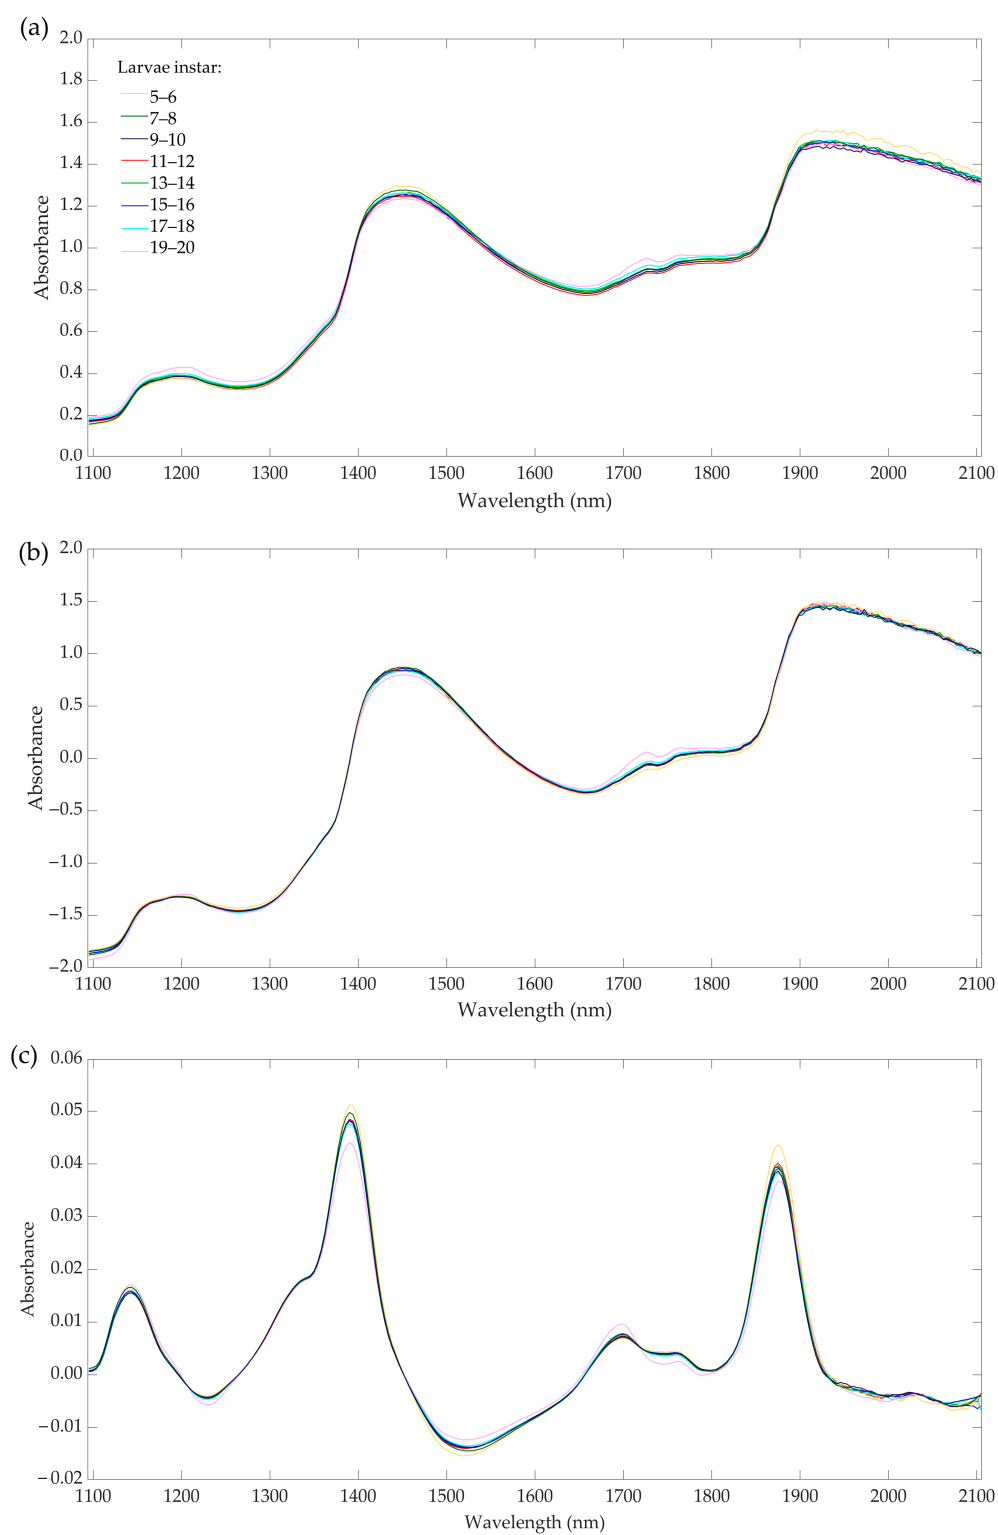 (a)
2.0
1.8
1.6
1.4
1.2
1.0
0.8
0.6
0.4
0.2
0.0
Absorbance
Larvae instar:
5–6
7–8
9–10
11–12
13–14
15–16
17–18
19–20
1100 1200 1300 1400 1500 1600 1700 1800 1900 2000 2100
Wavelength (nm)
(b)
2.0
1.5
1.0
0.5
0.0
−0.5
−1.0
−1.5
−2.0
Absorbance
1100 1200 1300 1400 1500 1600 1700 1800 1900 2000 2100
Wavelength (nm)
(c)
0.06
0.05
0.04
0.03
0.02
0.01
0.00
−0.01
−0.02
Absorbance
1100 1200 1300 1400 1500 1600 1700 1800 1900 2000 2100
Wavelength (nm)